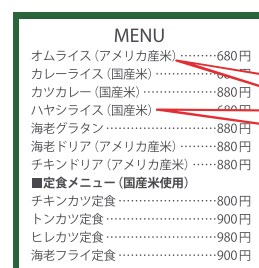 MENU
オムライス（アメリカ産米）………680円
カレーライス（国産米）……………680円
カツカレー（国産米）………………880円
ハヤシライス（国産米）……………680円
海老グラタン…………………………880円
海老ドリア（アメリカ産米）………880円
チキンドリア（アメリカ産米）……880円
■定食メニュー（国産米使用）
チキンカツ定食………………………800円
トンカツ定食…………………………900円
ヒレカツ定食…………………………980円
海老フライ定食………………………900円